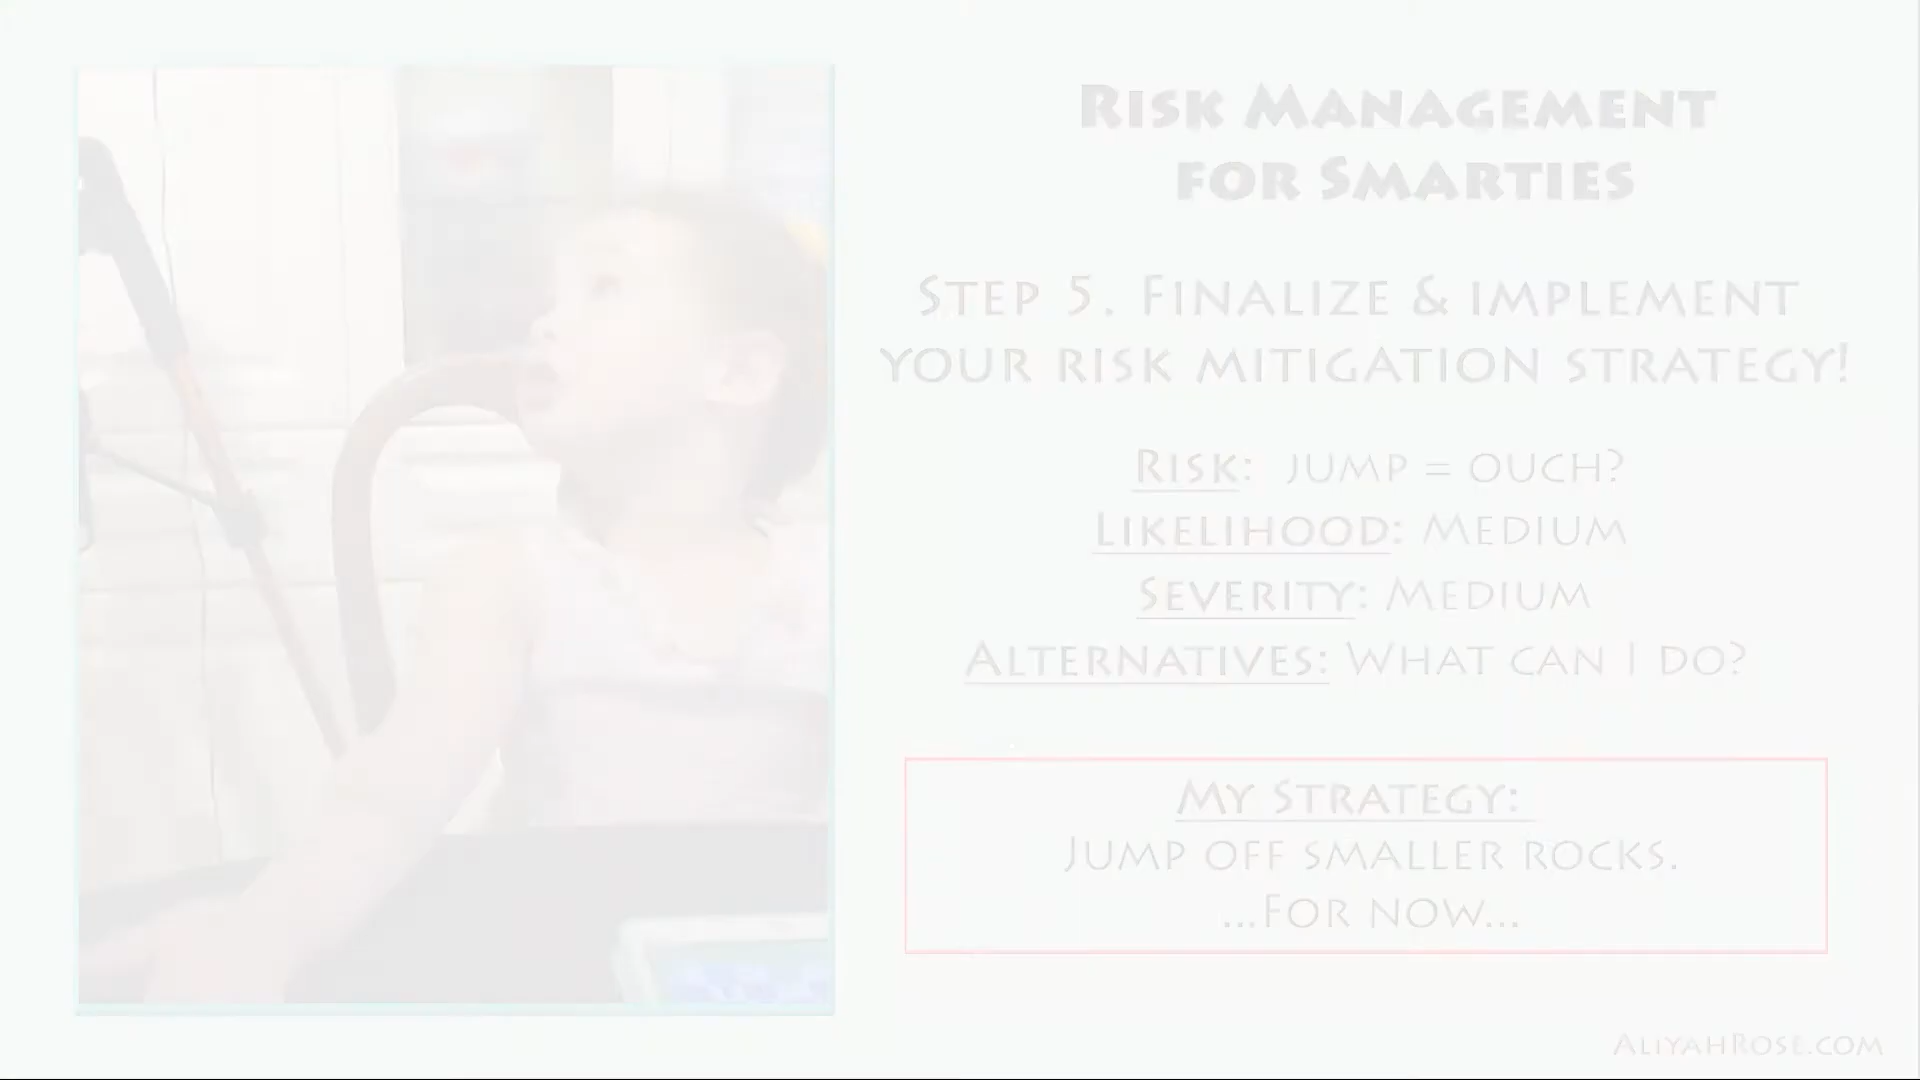 Risk Management
for Smarties
Step 5. Finalize & implement
your risk mitigation strategy!
Risk: jump = ouch?
Likelihood: Medium
Severity: Medium
Alternatives: What can I do?
My Strategy:
Jump off smaller rocks.
...For now...
AliyahRose.com